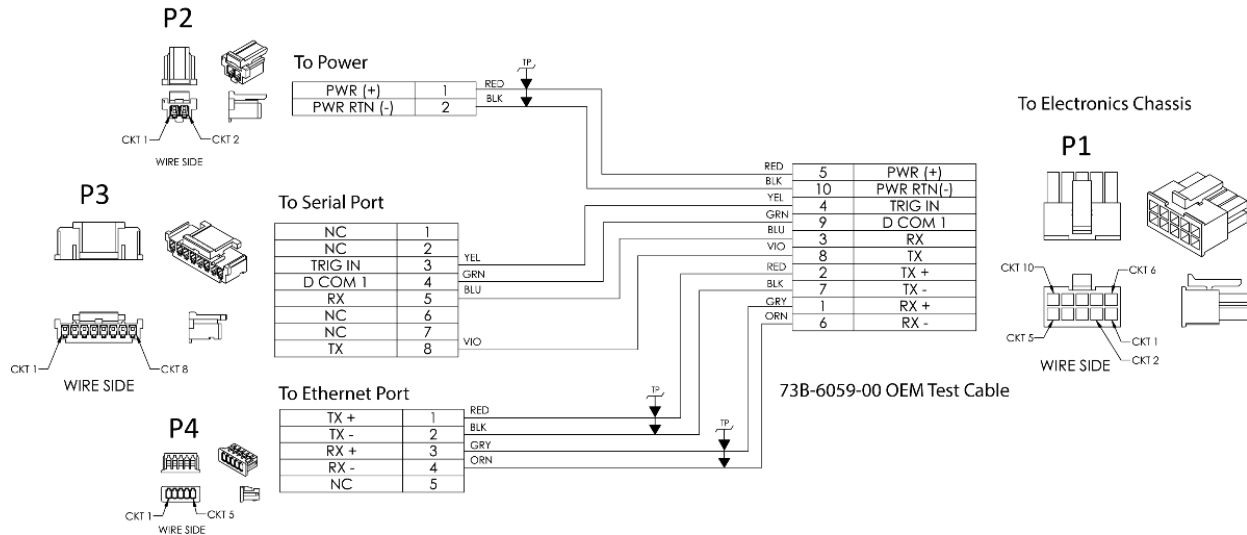 P2
To Power
TP
PWR (+) 1 RED
PWR RTN (-) 2 BLK
CKT 1 CKT 2
WIRE SIDE
P3
To Serial Port
NC 1
NC 2
TRIG IN 3 YEL
D COM 1 4 GRN
RX 5 BLU
NC 6
NC 7
TX 8 VIO
CKT 1 CKT 8
WIRE SIDE
P4
To Ethernet Port
TX + 1 RED
TX - 2 BLK
RX + 3 GRY
RX - 4 ORN
NC 5
TP
TP
CKT 1 CKT 5
WIRE SIDE
To Electronics Chassis
P1
RED 5 PWR (+)
BLK 10 PWR RTN(-)
YEL 4 TRIG IN
GRN 9 D COM 1
BLU 3 RX
VIO 8 TX
RED 2 TX +
BLK 7 TX -
GRY 1 RX +
ORN 6 RX -
CKT 10 CKT 6
CKT 5 CKT 1
CKT 2
WIRE SIDE
73B-6059-00 OEM Test Cable